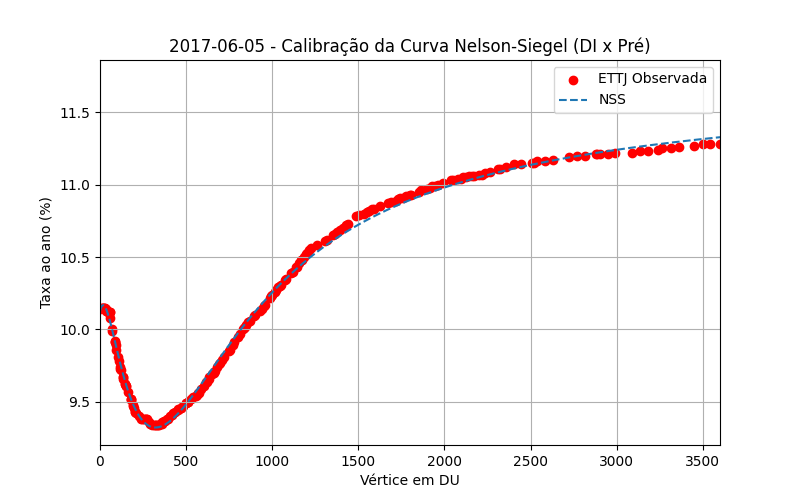 2017-06-05 - Calibração da Curva Nelson-Siegel (DI x Pré)
ETTJ Observada
NSS
Taxa ao ano (%)
11.5
11.0
10.5
10.0
9.5
0 500 1000 1500 2000 2500 3000 3500
Vértice em DU